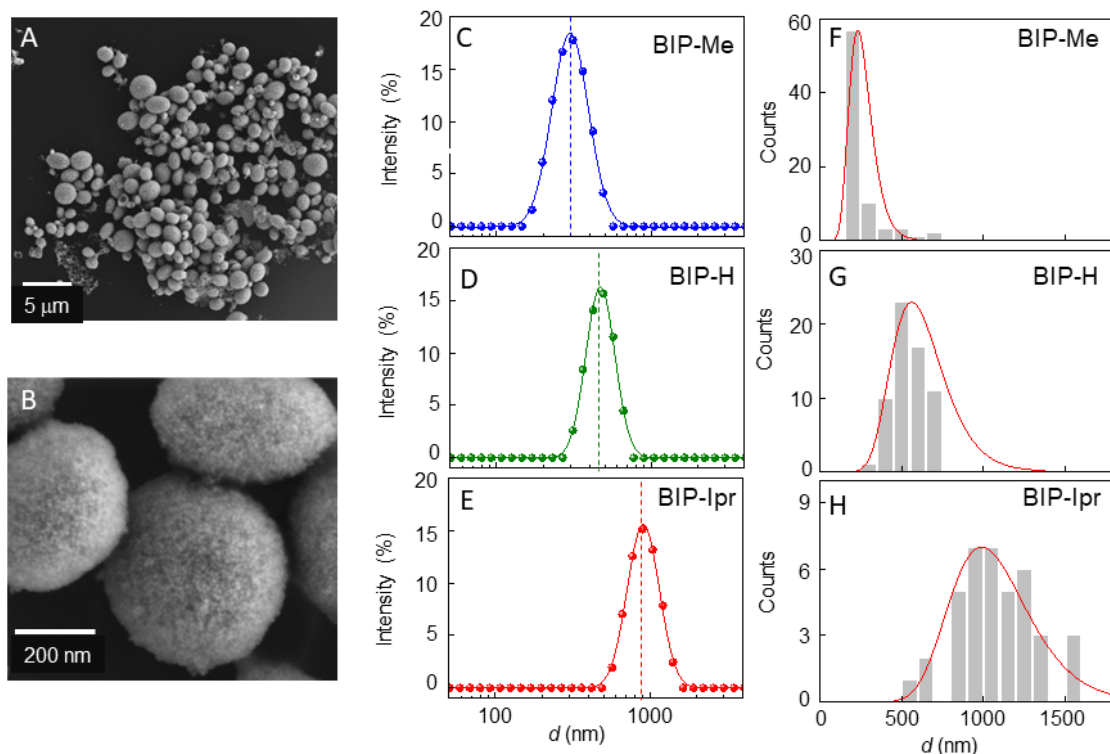 A
5 μm
B
200 nm
C
BIP-Me
20
15
10
5
0
Intensity (%)
D
BIP-H
20
15
10
5
0
Intensity (%)
E
BIP-Ipr
20
15
10
5
0
Intensity (%)
100
1000
d (nm)
F
BIP-Me
60
40
20
0
Counts
G
BIP-H
30
20
10
0
Counts
H
BIP-Ipr
9
6
3
0
Counts
0
500
1000
1500
d (nm)